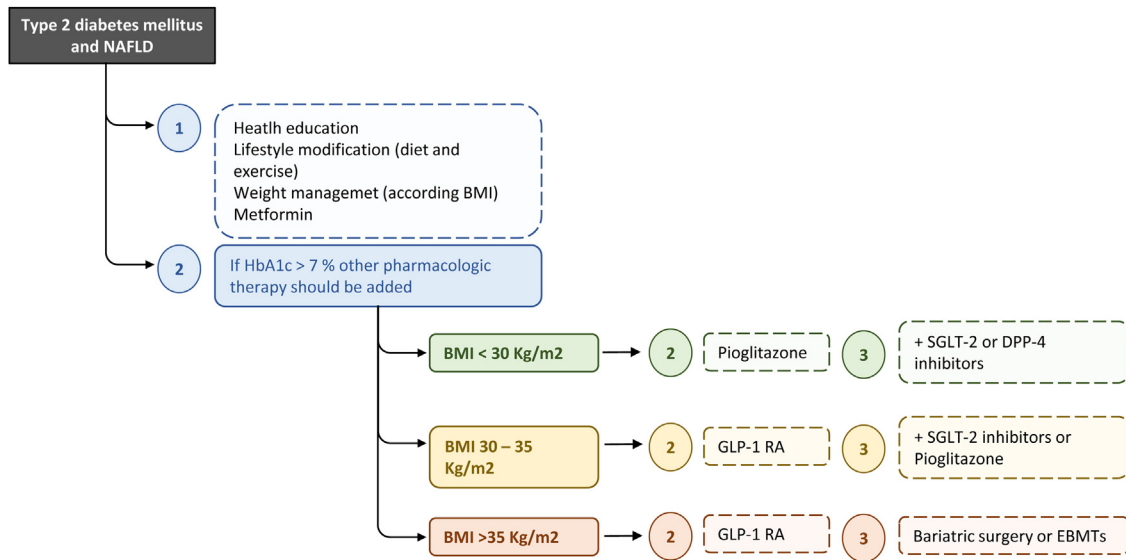 Type 2 diabetes mellitus
and NAFLD
1
Heatlh education
Lifestyle modification (diet and
exercise)
Weight managemet (according BMI)
Metformin
2
If HbA1c > 7 % other pharmacologic
therapy should be added
BMI < 30 Kg/m2
2
Pioglitazone
3
+ SGLT-2 or DPP-4
inhibitors
BMI 30 – 35
Kg/m2
2
GLP-1 RA
3
+ SGLT-2 inhibitors or
Pioglitazone
BMI >35 Kg/m2
2
GLP-1 RA
3
Bariatric surgery or EBMTs